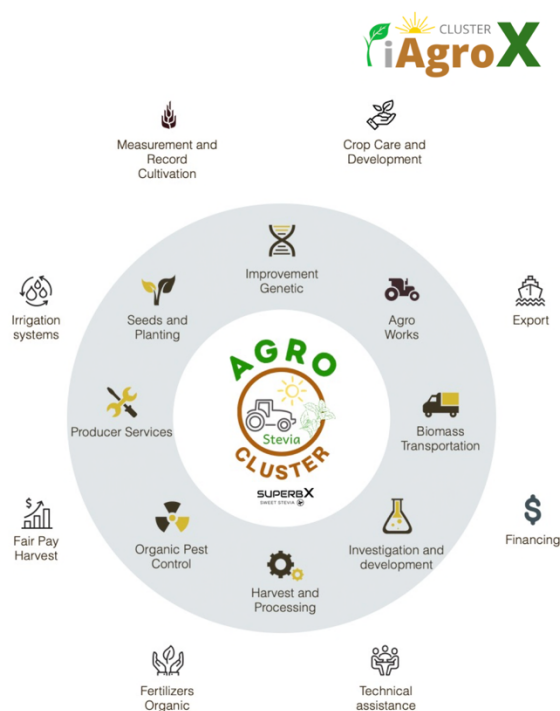 CLUSTER
iAgroX
Measurement and
Record
Cultivation
Crop Care and
Development
Improvement
Genetic
Irrigation
systems
Seeds and
Planting
Agro
Works
Export
AGRO
Stevia
CLUSTER
SUPERBX
SWEET STEVIA
Producer Services
Biomass
Transportation
$
Fair Pay
Harvest
Organic Pest
Control
Investigation and
development
$
Financing
Harvest and
Processing
Fertilizers
Organic
Technical
assistance